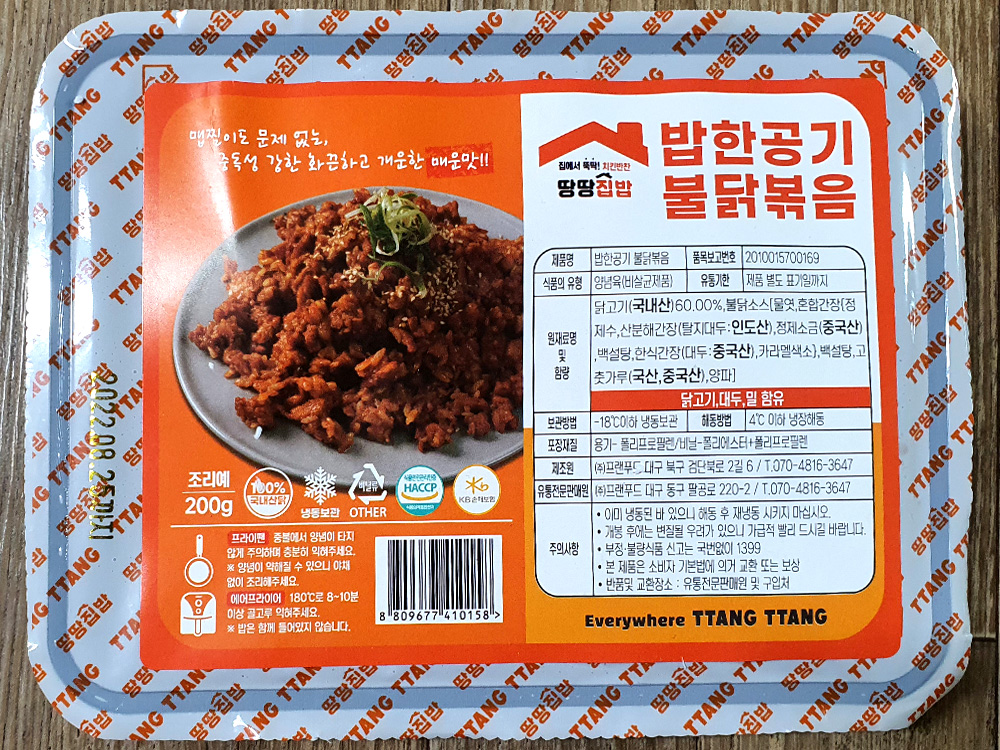 맵찔이도 문제 없는,
중독성 강한 화끈하고 개운한 매운맛!!
집에서 뚝딱! 치킨반찬
땅땅집밥
밥한공기
불닭볶음
제품명 밥한공기 불닭볶음 품목보고번호 2010015700169
식품의 유형 양념육(비살균제품) 유통기한 제품 별도 표기일까지
원재료명 및 함량
닭고기(국내산)60.00%,불닭소스[물엿,혼합간장(정
제수,산분해간장(탈지대두:인도산),정제소금(중국산)
,백설탕,한식간장(대두:중국산),카라멜색소),백설탕,고
춧가루(국산,중국산),양파]
닭고기,대두,밀 함유
보관방법 -18℃이하 냉동보관 해동방법 4℃ 이하 냉장해동
포장재질 용기- 폴리프로필렌/비닐-폴리에스터+폴리프로필렌
제조원 ㈜프랜푸드 대구 북구 검단북로 2길 6 / T.070-4816-3647
유통전문판매원 ㈜프랜푸드 대구 동구 팔공로 220-2 / T.070-4816-3647
주의사항
• 이미 냉동된 바 있으니 해동 후 재냉동 시키지 마십시오.
• 개봉 후에는 변질될 우려가 있으니 가급적 빨리 드시길 바랍니다.
• 부정·불량식품 신고는 국번없이 1399
• 본 제품은 소비자 기본법에 의거 교환 또는 보상
• 반품및 교환장소 : 유통전문판매원 및 구입처
Everywhere TTANG TTANG
2022.08.25까지
조리예
200g
100%
국내산닭
냉동보관
비닐류
OTHER
HACCP
KB손해보험
프라이팬 중불에서 양념이 타지
않게 주의하며 충분히 익혀주세요.
※ 양념이 약해질 수 있으니 야채
없이 조리해주세요.
에어프라이어 180℃로 8~10분
이상 골고루 익혀주세요.
※ 밥은 함께 들어있지 않습니다.
8 809677 410158 >
땅땅집밥
TTANG